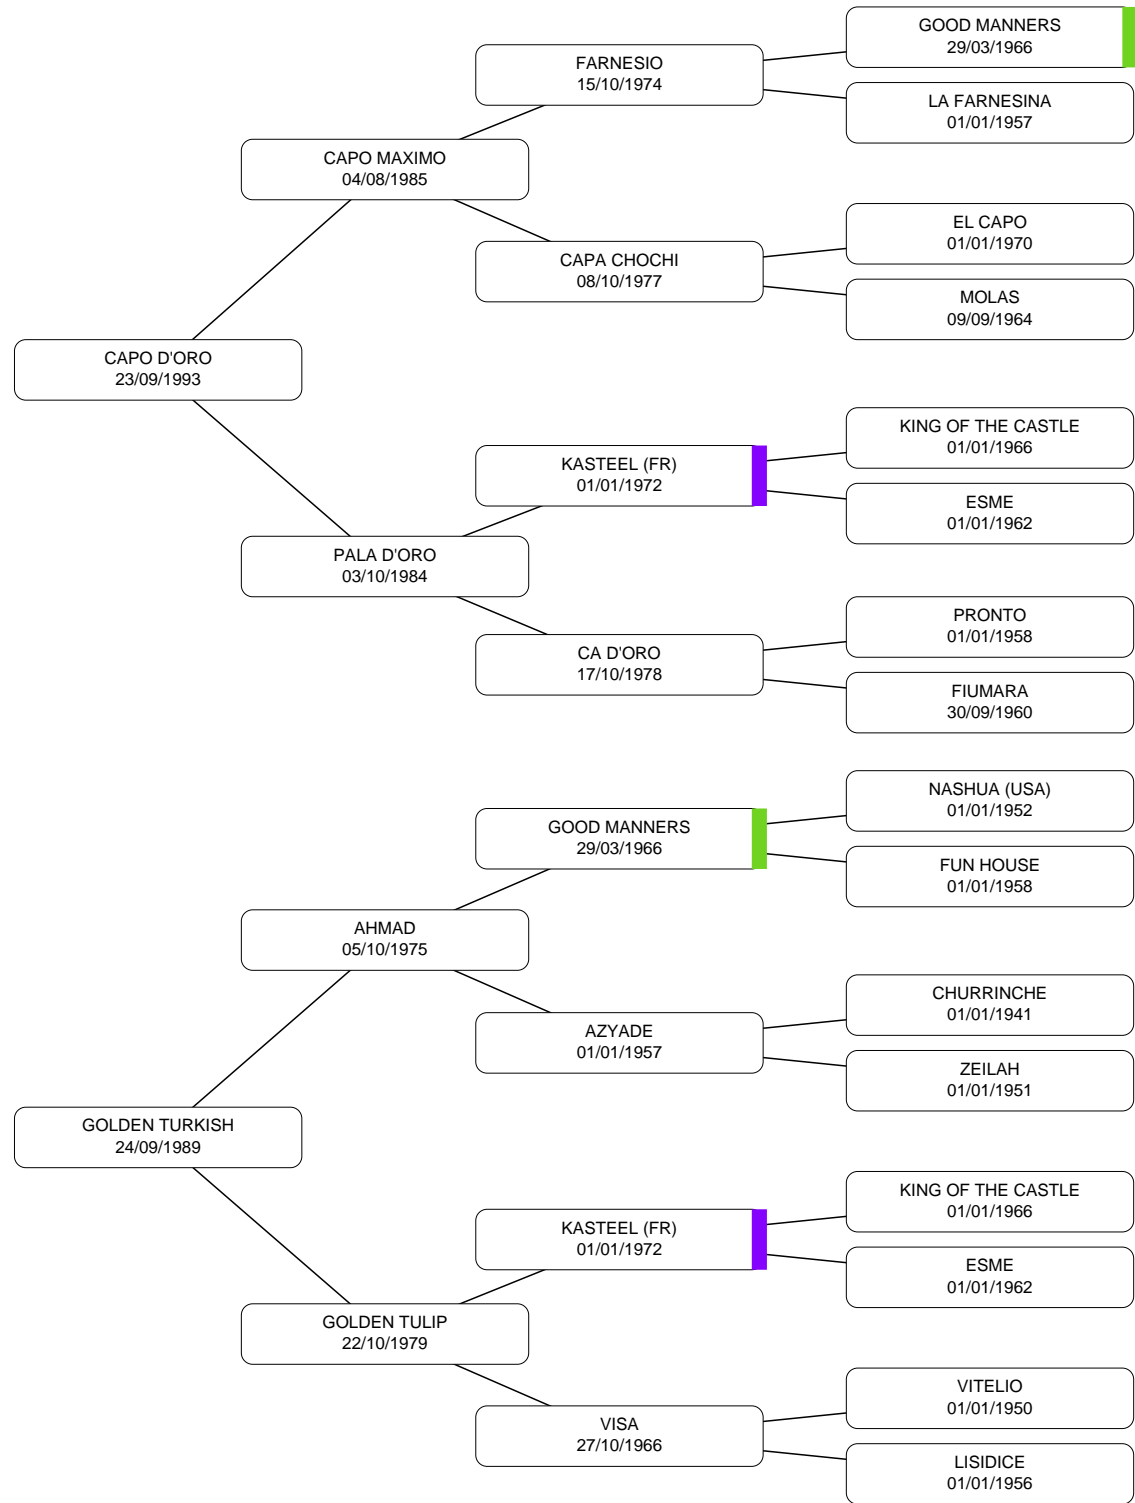 GOOD MANNERS
29/03/1966
FARNESIO
15/10/1974
LA FARNESINA
01/01/1957
CAPO MAXIMO
04/08/1985
EL CAPO
01/01/1970
CAPA CHOCHI
08/10/1977
MOLAS
09/09/1964
CAPO D'ORO
23/09/1993
KING OF THE CASTLE
01/01/1966
KASTEEL (FR)
01/01/1972
ESME
01/01/1962
PALA D'ORO
03/10/1984
PRONTO
01/01/1958
CA D'ORO
17/10/1978
FIUMARA
30/09/1960
NASHUA (USA)
01/01/1952
GOOD MANNERS
29/03/1966
FUN HOUSE
01/01/1958
AHMAD
05/10/1975
CHURRINCHE
01/01/1941
AZYADE
01/01/1957
ZEILAH
01/01/1951
GOLDEN TURKISH
24/09/1989
KING OF THE CASTLE
01/01/1966
KASTEEL (FR)
01/01/1972
ESME
01/01/1962
GOLDEN TULIP
22/10/1979
VITELIO
01/01/1950
VISA
27/10/1966
LISIDICE
01/01/1956